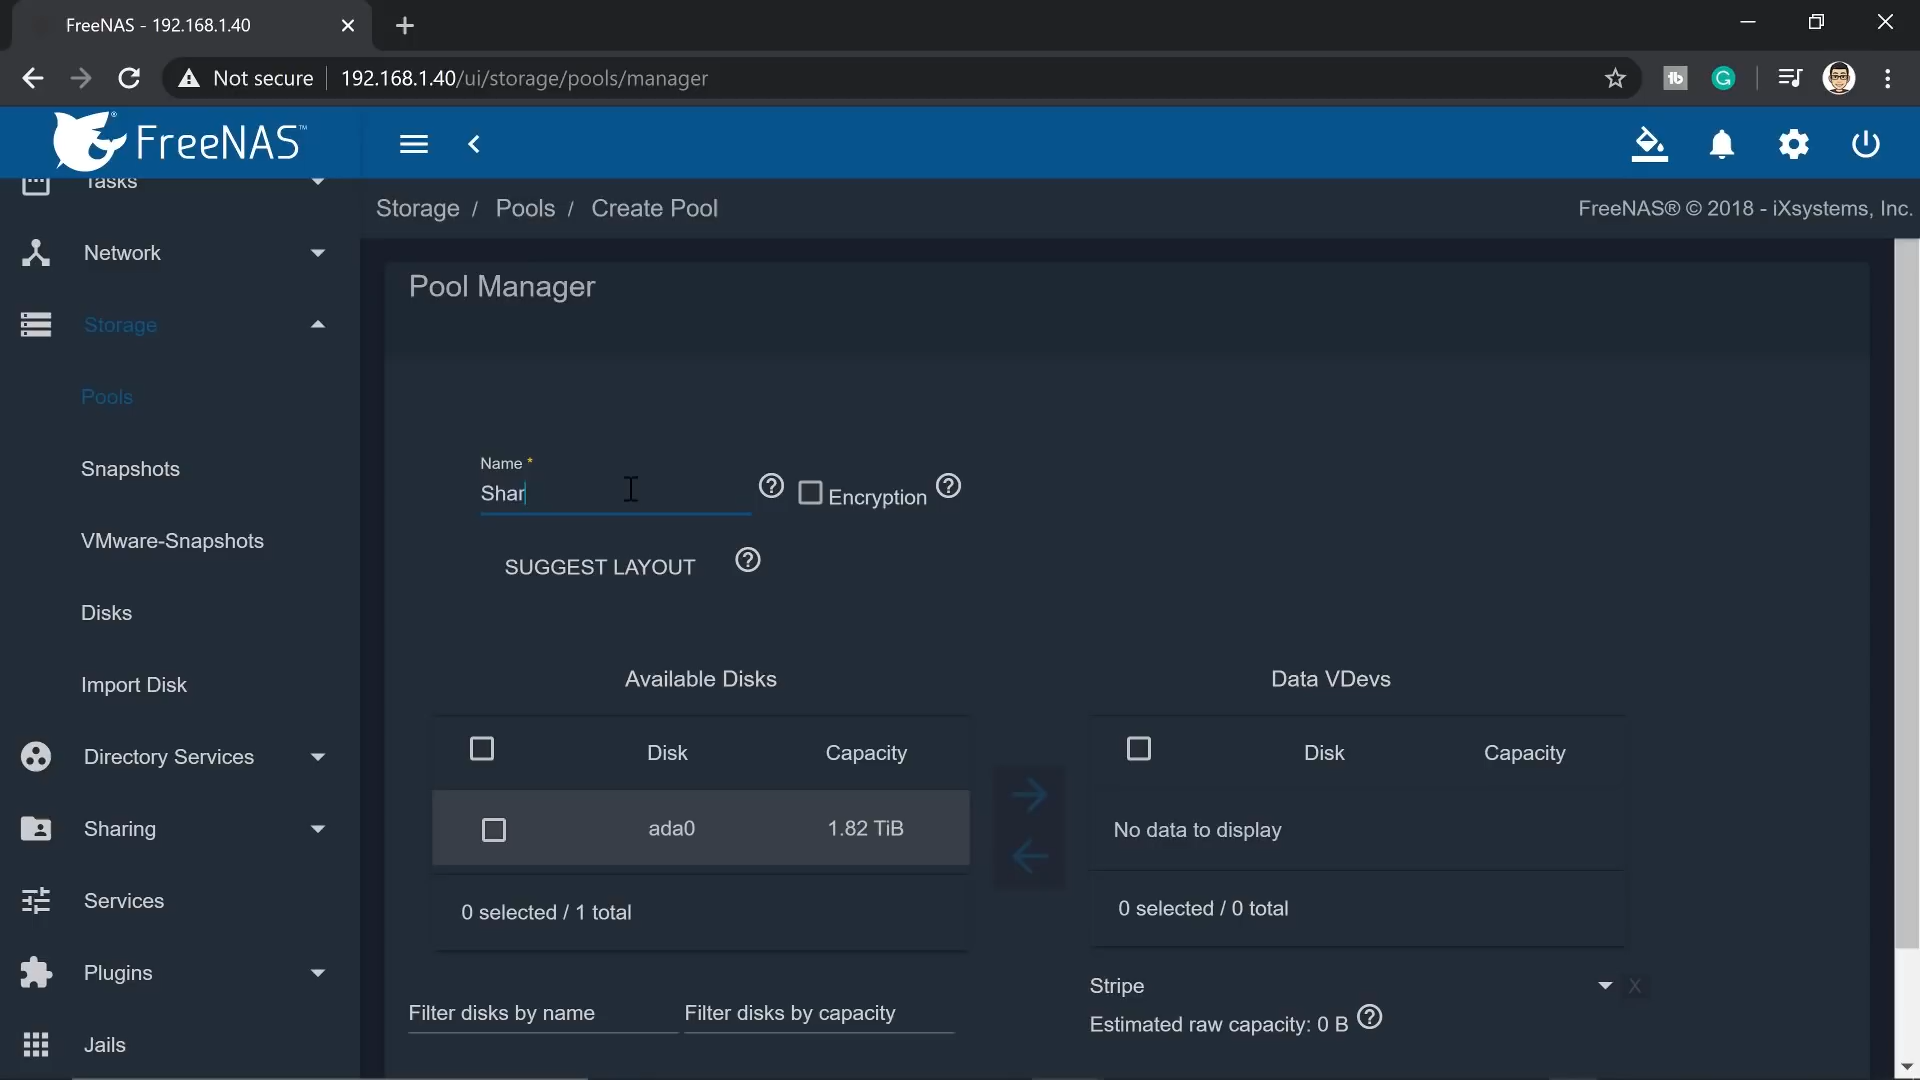 FreeNAS - 192.168.1.40
Not secure
192.168.1.40/ui/storage/pools/manager
FreeNAS™
Tasks
Network
Storage
Pools
Snapshots
VMware-Snapshots
Disks
Import Disk
Directory Services
Sharing
Services
Plugins
Jails
Storage / Pools / Create Pool
FreeNAS® © 2018 - iXsystems, Inc.
Pool Manager
Name *
Shar
Encryption
SUGGEST LAYOUT
Available Disks
Disk Capacity
ada0 1.82 TiB
0 selected / 1 total
Filter disks by name
Filter disks by capacity
Data VDevs
Disk Capacity
No data to display
0 selected / 0 total
Stripe
X
Estimated raw capacity: 0 B